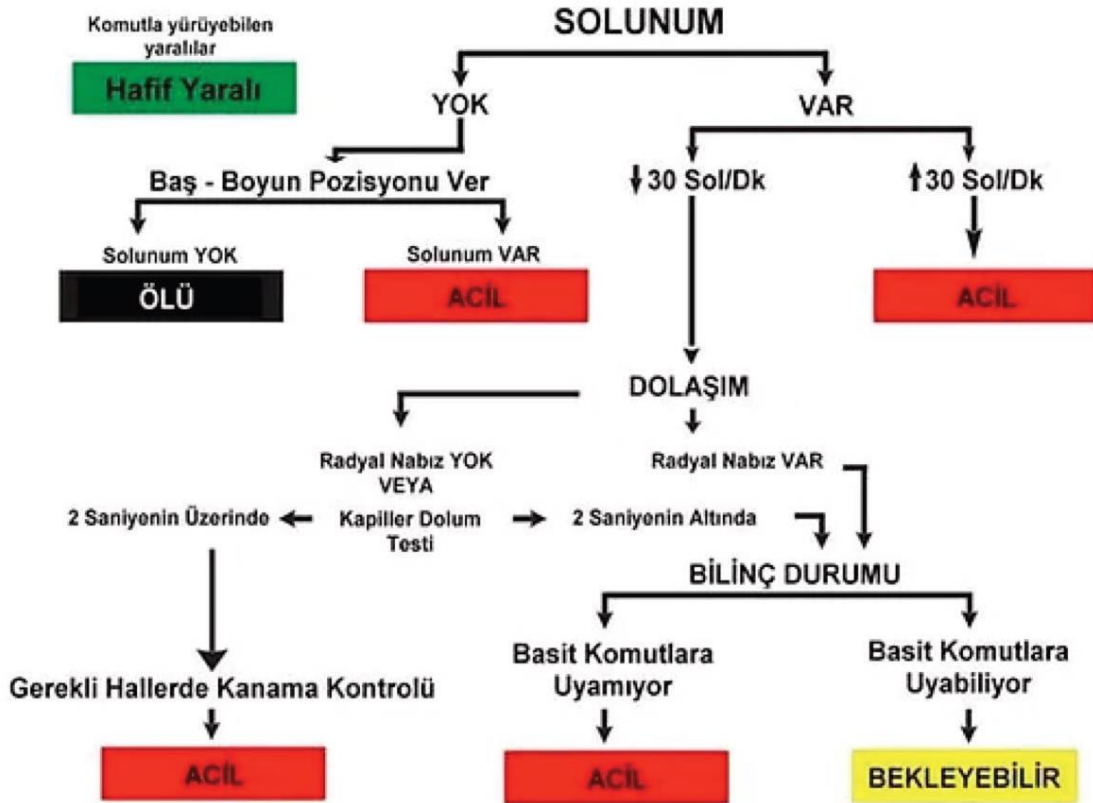 Komutla yürüyebilen
yaralılar
Hafif Yaralı
SOLUNUM
YOK
VAR
Baş - Boyun Pozisyonu Ver
30 Sol/Dk
30 Sol/Dk
Solunum YOK
Solunum VAR
ÖLÜ
ACİL
ACİL
DOLAŞIM
Radyal Nabız YOK
VEYA
Radyal Nabız VAR
2 Saniyenin Üzerinde
Kapiller Dolum
Testi
2 Saniyenin Altında
BİLİNÇ DURUMU
Gerekli Hallerde Kanama Kontrolü
Basit Komutlara
Uyamıyor
Basit Komutlara
Uyabiliyor
ACİL
ACİL
BEKLEYEBİLİR